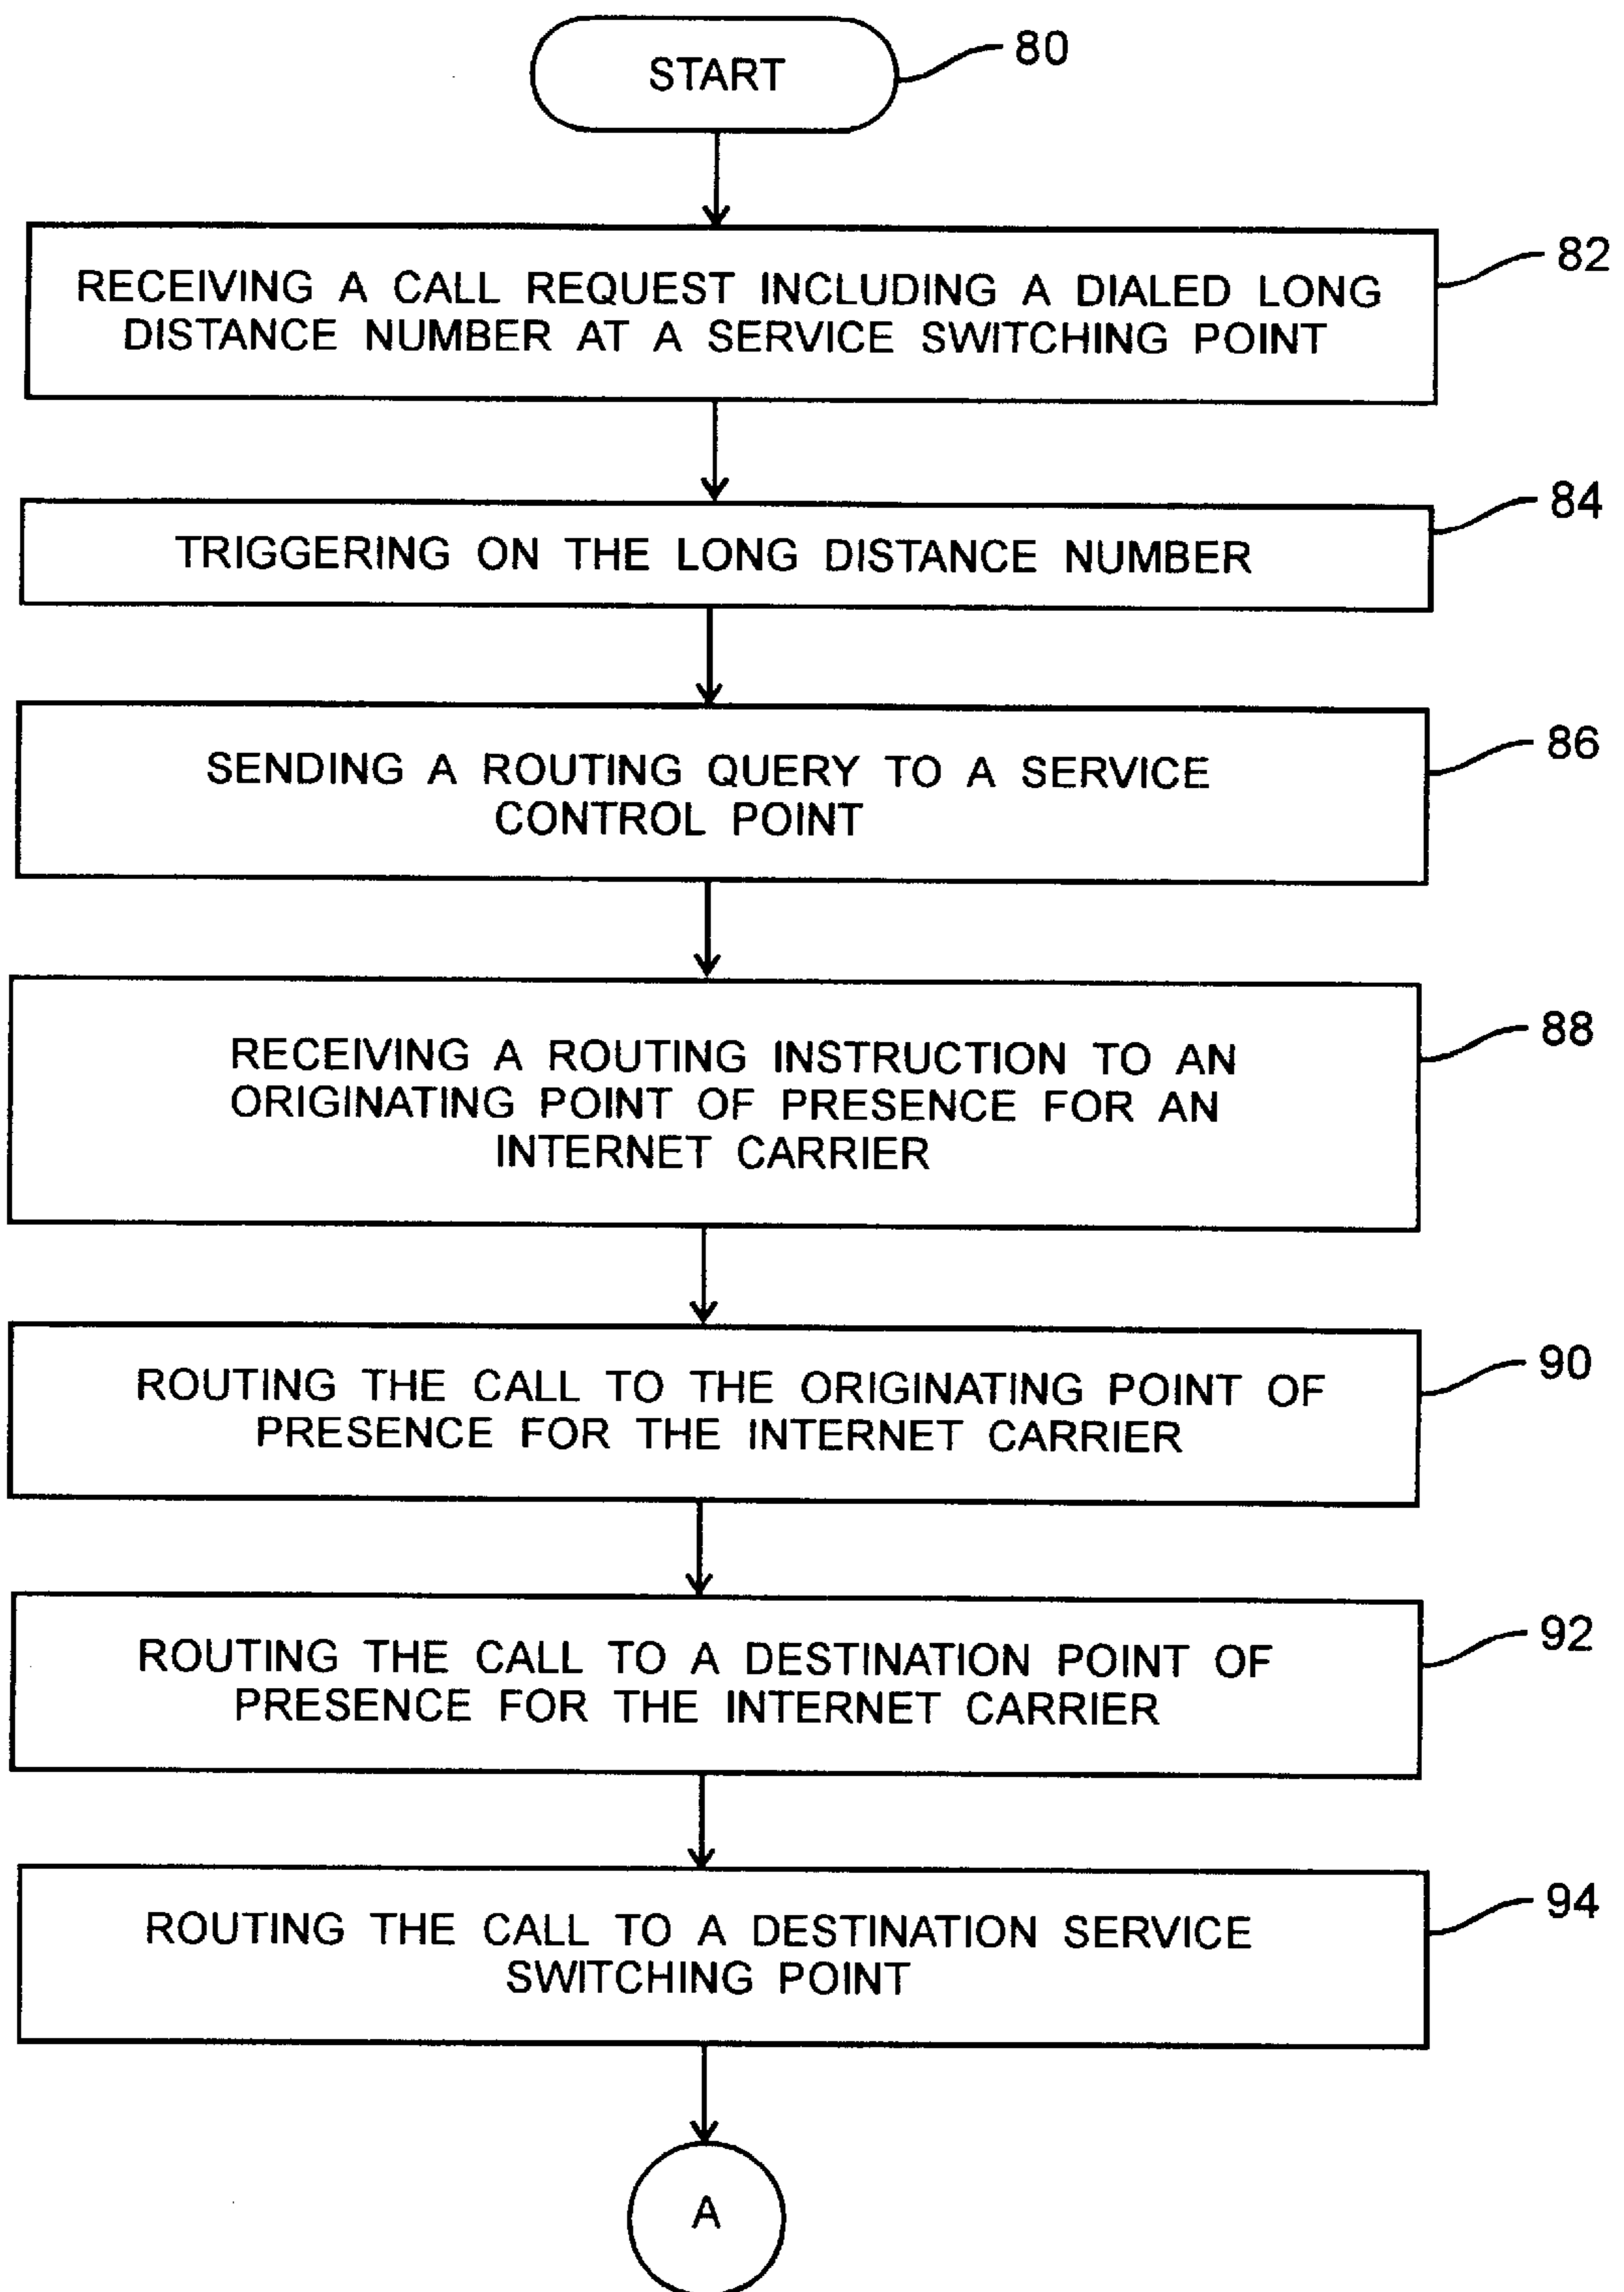 START
80
RECEIVING A CALL REQUEST INCLUDING A DIALED LONG
DISTANCE NUMBER AT A SERVICE SWITCHING POINT
82
TRIGGERING ON THE LONG DISTANCE NUMBER
84
SENDING A ROUTING QUERY TO A SERVICE
CONTROL POINT
86
RECEIVING A ROUTING INSTRUCTION TO AN
ORIGINATING POINT OF PRESENCE FOR AN
INTERNET CARRIER
88
ROUTING THE CALL TO THE ORIGINATING POINT OF
PRESENCE FOR THE INTERNET CARRIER
90
ROUTING THE CALL TO A DESTINATION POINT OF
PRESENCE FOR THE INTERNET CARRIER
92
ROUTING THE CALL TO A DESTINATION SERVICE
SWITCHING POINT
94
A